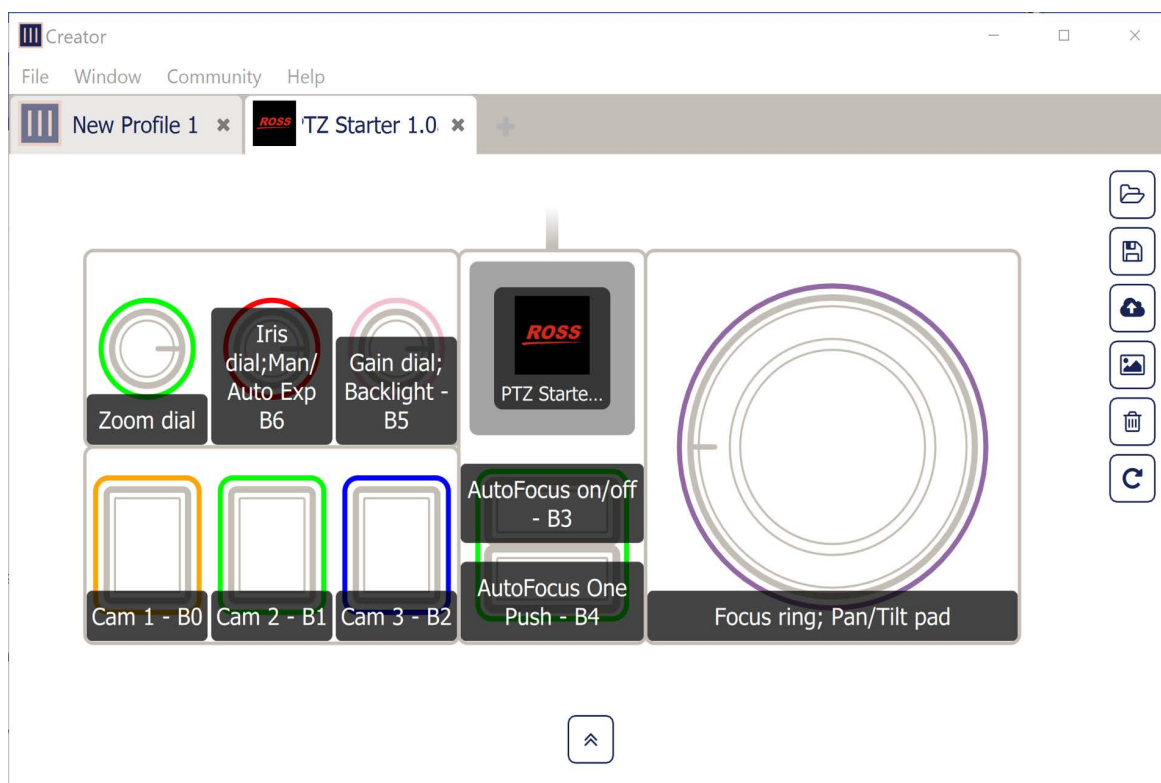 Creator
File Window Community Help
New Profile 1
ROSS
PTZ Starter 1.0
Zoom dial
Iris
dial;Man/
Auto Exp
B6
Gain dial;
Backlight -
B5
ROSS
PTZ Starte...
AutoFocus on/off
- B3
AutoFocus One
Push - B4
Cam 1 - B0
Cam 2 - B1
Cam 3 - B2
Focus ring; Pan/Tilt pad